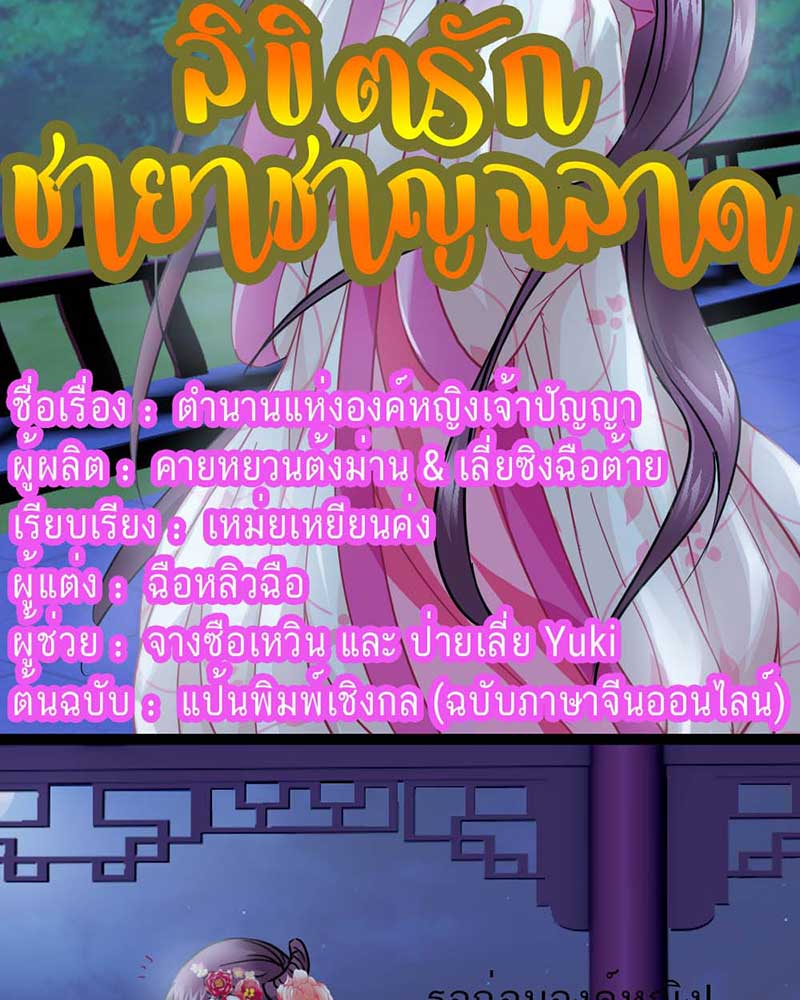 ลิขิตรัก
ชายาชาญฉลาด
ชื่อเรื่อง : ตำนานแห่งองค์หญิงเจ้าปัญญา
ผู้ผลิต : คายหยวนต้งม่าน & เลี่ยซิงฉือต้าย
เรียบเรียง : เหม่ยเหยียนค่ง
ผู้แต่ง : ฉือหลิวฉือ
ผู้ช่วย : จางซือเหวิน และ ป่ายเลี่ย Yuki
ต้นฉบับ : แป้นพิมพ์เชิงกล (ฉบับภาษาจีนออนไลน์)